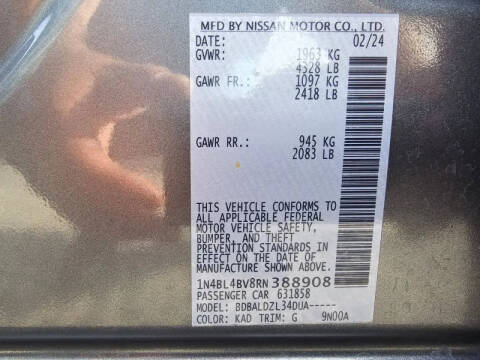 MFD BY NISSAN MOTOR CO., LTD.
DATE: 02/24
GVWR: 1963 KG
4328 LB
GAWR FR.: 1097 KG
2418 LB
GAWR RR.: 945 KG
2083 LB
THIS VEHICLE CONFORMS TO
ALL APPLICABLE FEDERAL
MOTOR VEHICLE SAFETY,
BUMPER, AND THEFT
PREVENTION STANDARDS IN
EFFECT ON THE DATE OF
MANUFACTURE SHOWN ABOVE.
1N4BL4BV8RN388908
PASSENGER CAR 631858
MODEL: BDBALDZL34DUA-----
COLOR: KAD TRIM: G 9N00A